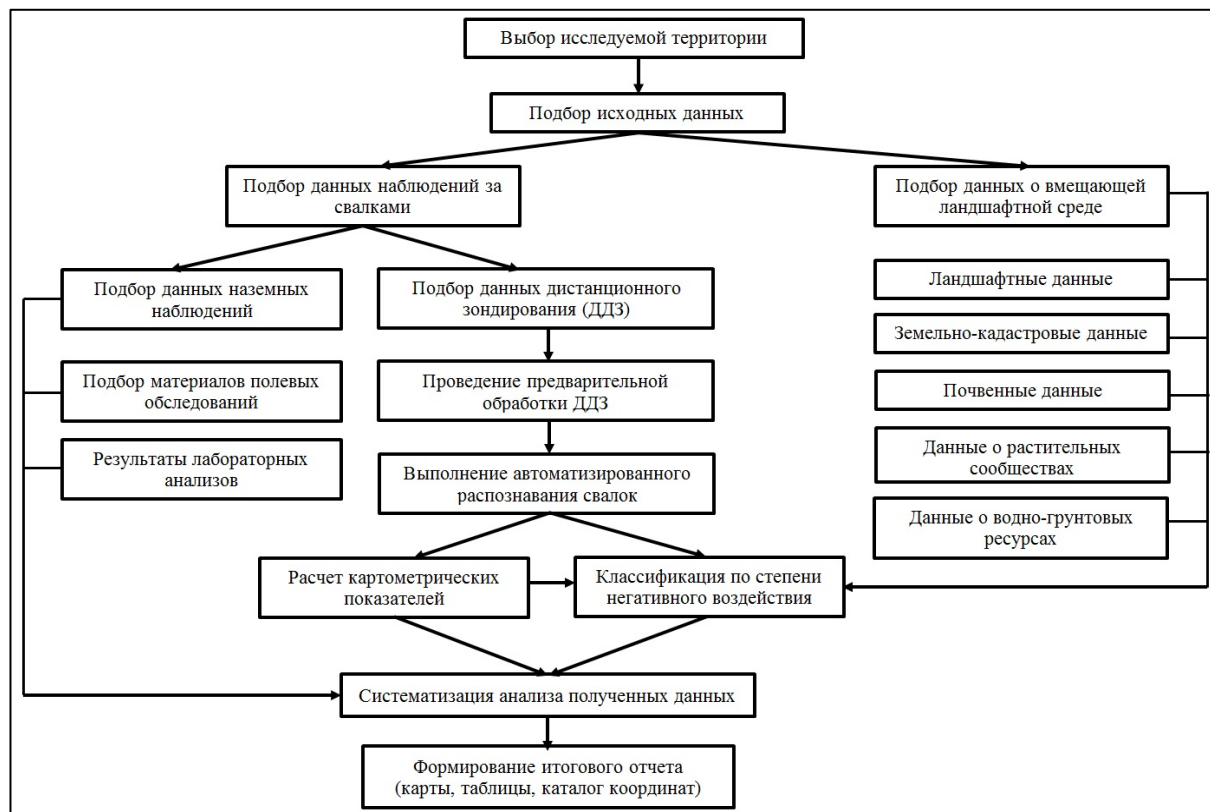 Выбор исследуемой территории
Подбор исходных данных
Подбор данных наблюдений за
свалками
Подбор данных о вмещающей
ландшафтной среде
Подбор данных наземных
наблюдений
Подбор данных дистанционного
зондирования (ДДЗ)
Ландшафтные данные
Земельно-кадастровые данные
Подбор материалов полевых
обследований
Проведение предварительной
обработки ДДЗ
Почвенные данные
Результаты лабораторных
анализов
Выполнение автоматизированного
распознавания свалок
Данные о растительных
сообществах
Данные о водно-грунтовых
ресурсах
Расчет картометрических
показателей
Классификация по степени
негативного воздействия
Систематизация анализа полученных данных
Формирование итогового отчета
(карты, таблицы, каталог координат)